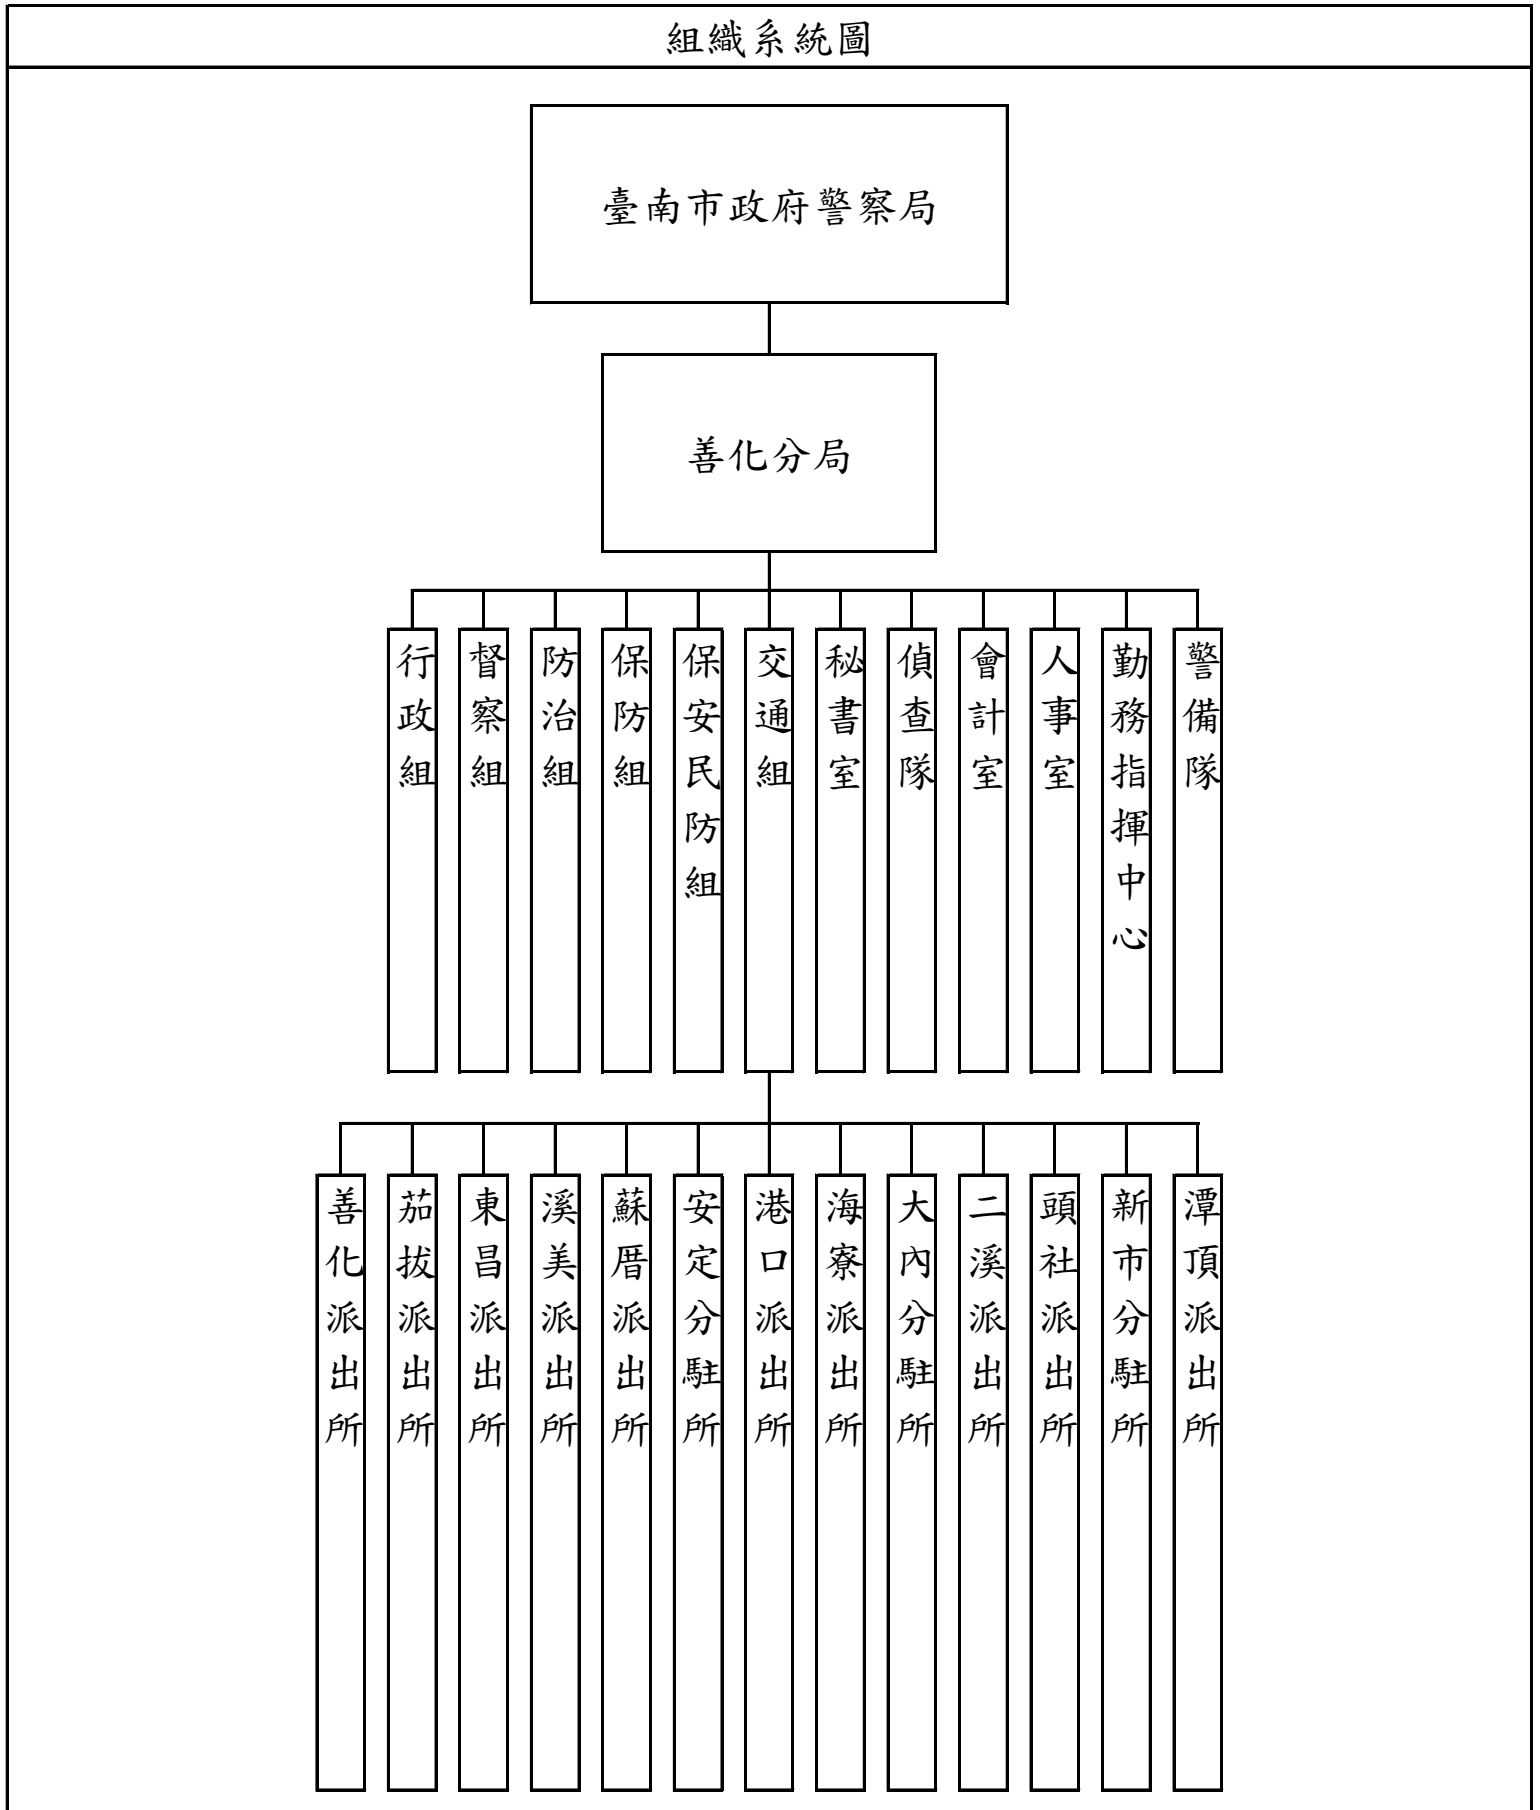 組織系統圖
臺南市政府警察局
善化分局
行政組
督察組
防治組
保防組
保安民防組
交通組
秘書室
偵查隊
會計室
人事室
勤務指揮中心
警備隊
善化派出所
茄拔派出所
東昌派出所
溪美派出所
蘇厝派出所
安定分駐所
港口派出所
海寮派出所
大內分駐所
二溪派出所
頭社派出所
新市分駐所
潭頂派出所